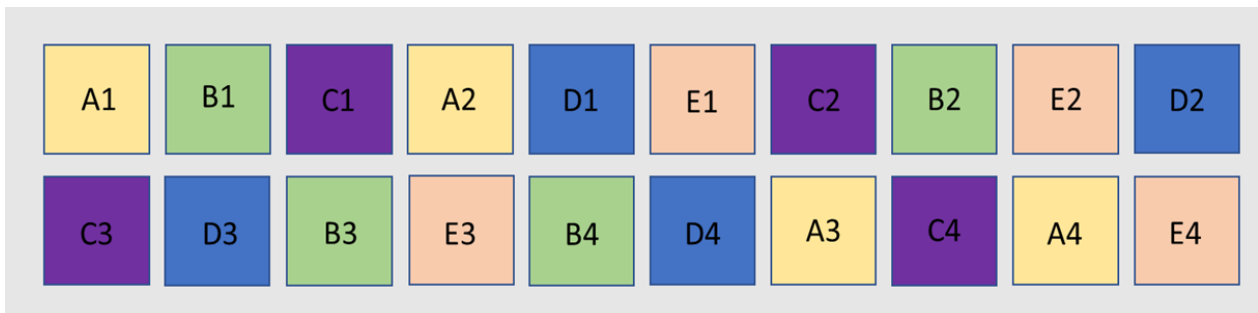 A1 B1 C1 A2 D1 E1 C2 B2 E2 D2
C3 D3 B3 E3 B4 D4 A3 C4 A4 E4